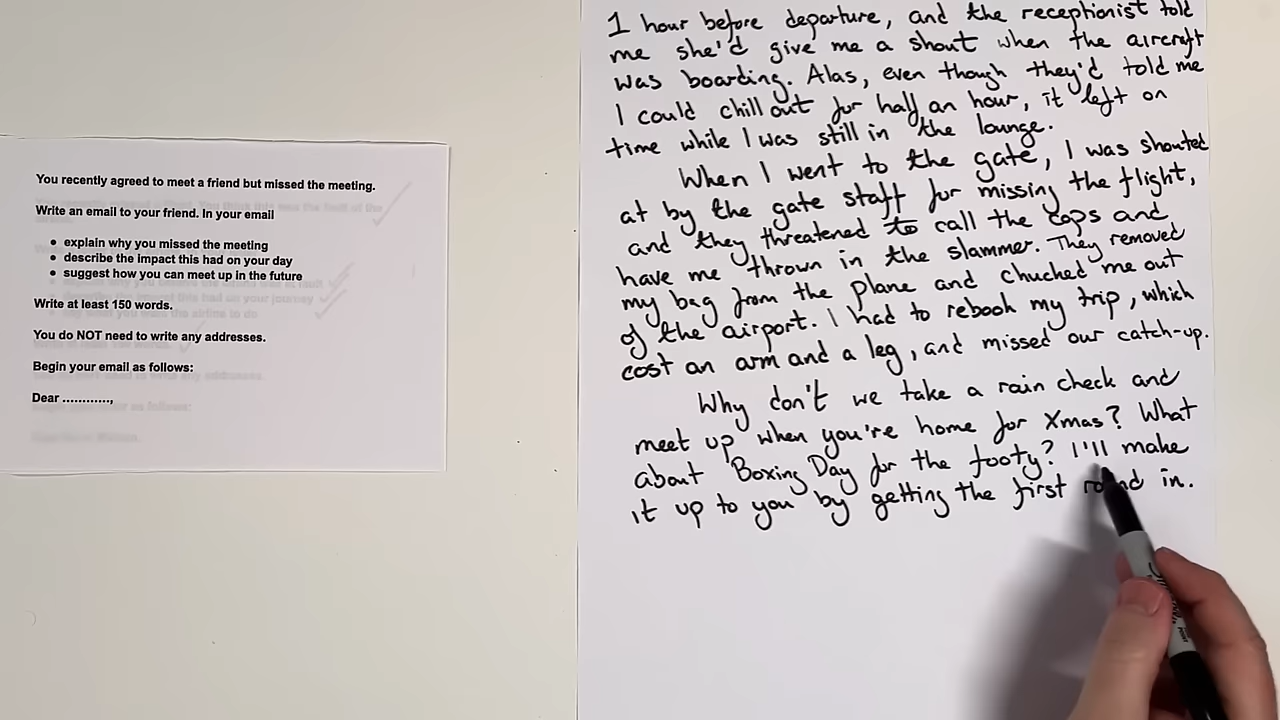 You recently agreed to meet a friend but missed the meeting.
Write an email to your friend. In your email
• explain why you missed the meeting
• describe the impact this had on your day
• suggest how you can meet up in the future
Write at least 150 words.
You do NOT need to write any addresses.
Begin your email as follows:
Dear ............,
1 hour before departure, and the receptionist told
me she'd give me a shout when the aircraft
was boarding. Alas, even though they'd told me
I could chill out for half an hour, it left on
time while I was still in the lounge.
When I went to the gate, I was shouted
at by the gate staff for missing the flight,
and they threatened to call the cops and
have me thrown in the slammer. They removed
my bag from the plane and chucked me out
of the airport. I had to rebook my trip, which
cost an arm and a leg, and missed our catch-up.
Why don't we take a rain check and
meet up when you're home for Xmas? What
about Boxing Day for the footy? I'll make
it up to you by getting the first round in.